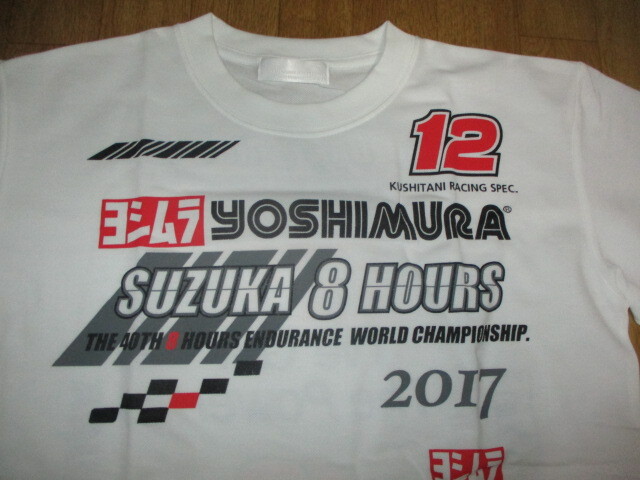 12
KUSHITANI RACING SPEC.
ヨシムラ YOSHIMURA®
SUZUKA 8 HOURS
THE 40TH 8 HOURS ENDURANCE WORLD CHAMPIONSHIP.
2017
ヨシムラ